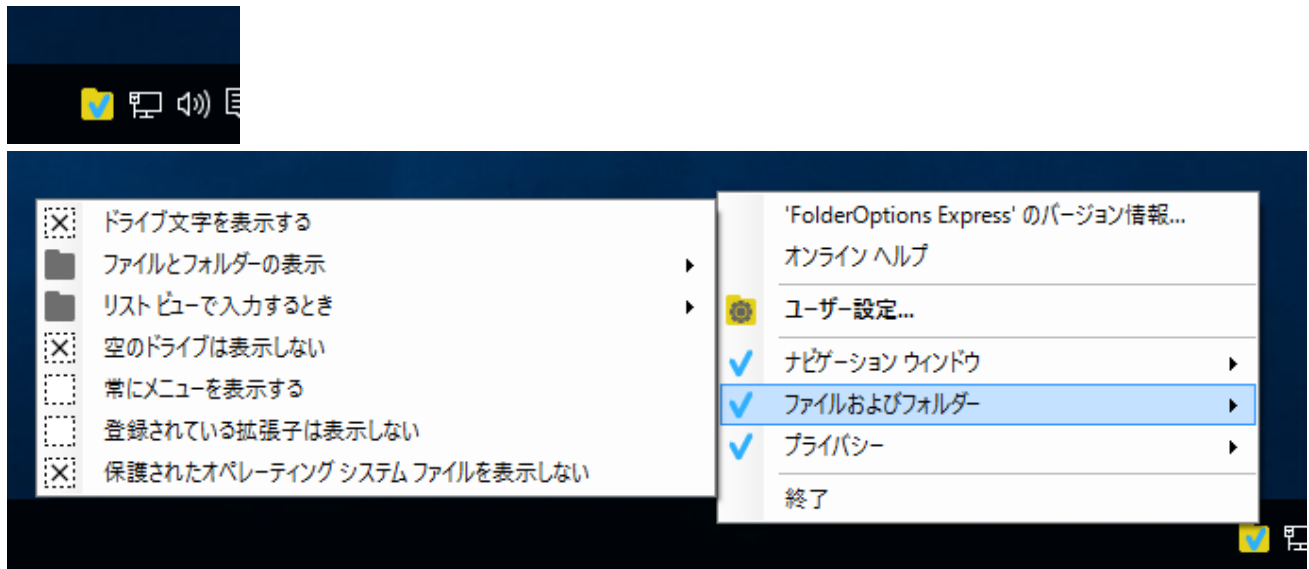 ドライブ文字を表示する
ファイルとフォルダーの表示
リスト ビューで入力するとき
空のドライブは表示しない
常にメニューを表示する
登録されている拡張子は表示しない
保護されたオペレーティング システム ファイルを表示しない
'FolderOptions Express' のバージョン情報...
オンライン ヘルプ
ユーザー設定...
ナビゲーション ウィンドウ
ファイルおよびフォルダー
プライバシー
終了